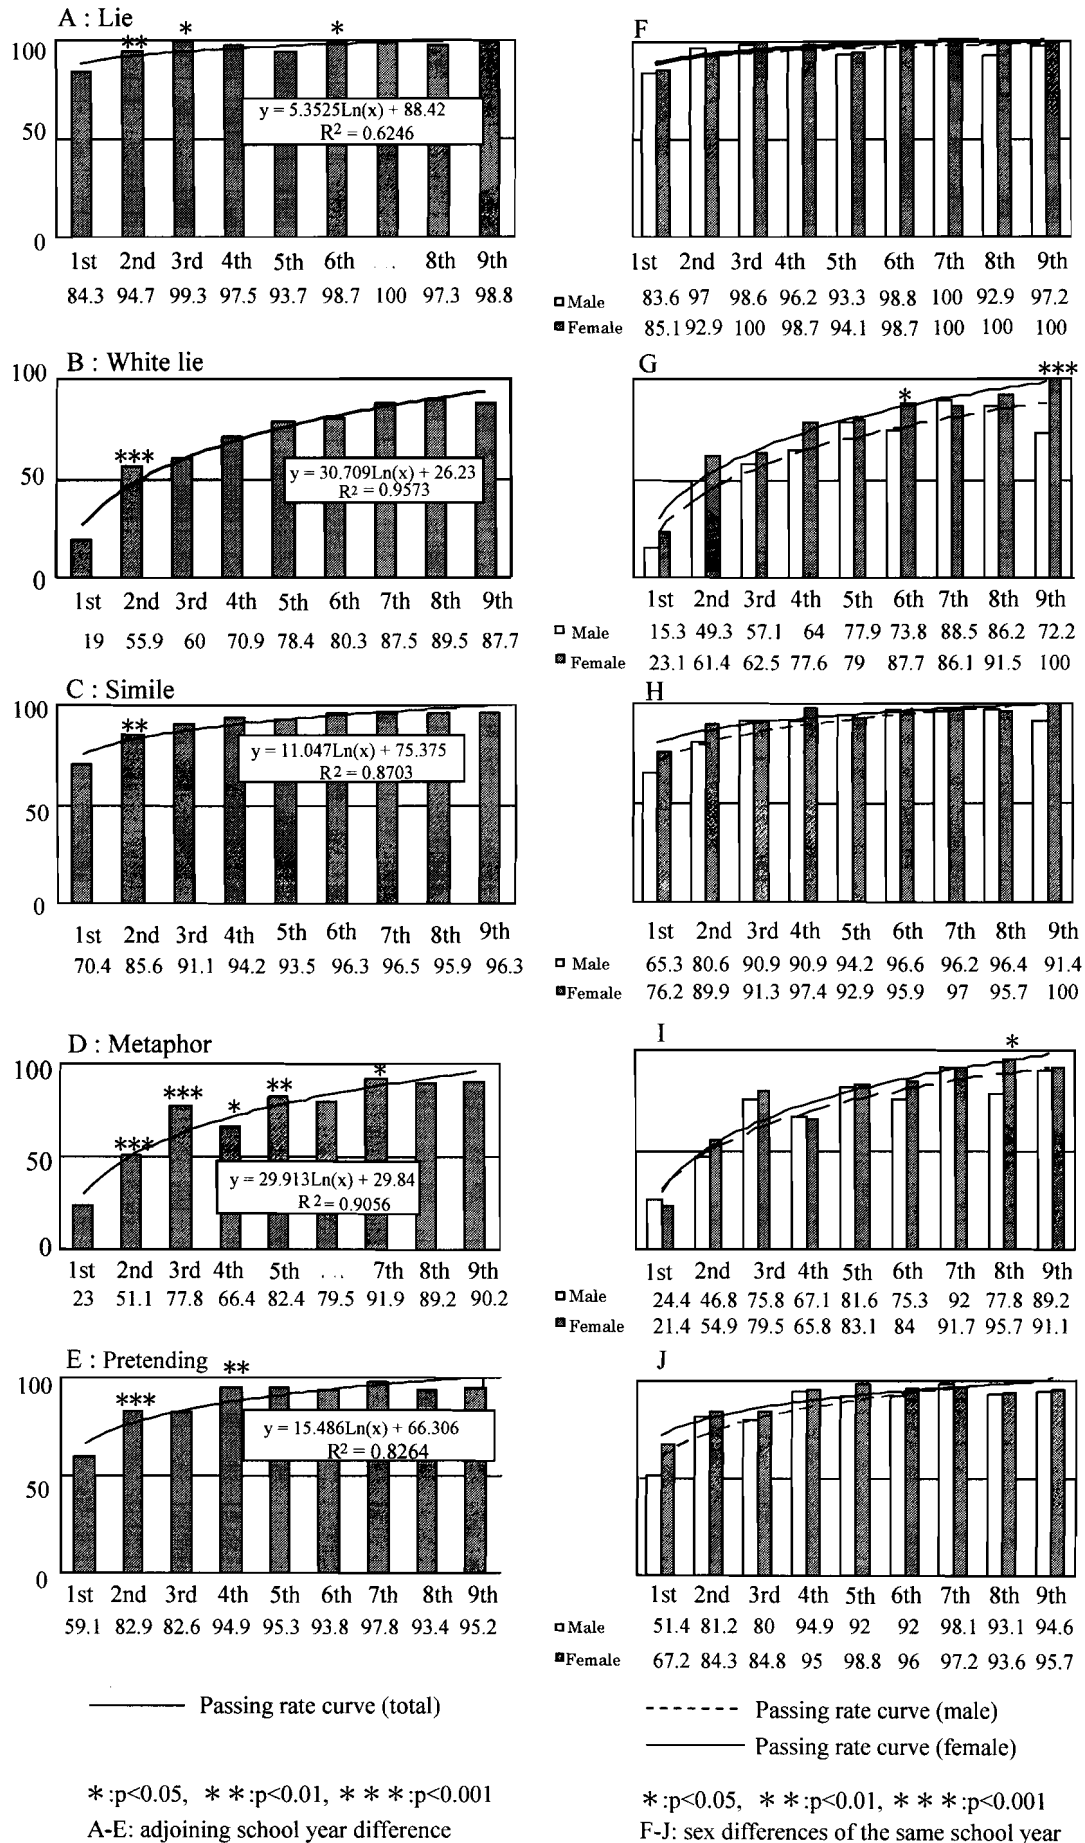 A : Lie
** * *
100
50
0
y = 5.3525Ln(x) + 88.42
R² = 0.6246
1st 2nd 3rd 4th 5th 6th ... 8th 9th
84.3 94.7 99.3 97.5 93.7 98.7 100 97.3 98.8
F
1st 2nd 3rd 4th 5th 6th 7th 8th 9th
Male 83.6 97 98.6 96.2 93.3 98.8 100 92.9 97.2
Female 85.1 92.9 100 98.7 94.1 98.7 100 100 100
B : White lie
100
50
0
***
y = 30.709Ln(x) + 26.23
R² = 0.9573
1st 2nd 3rd 4th 5th 6th 7th 8th 9th
19 55.9 60 70.9 78.4 80.3 87.5 89.5 87.7
G
* ***
1st 2nd 3rd 4th 5th 6th 7th 8th 9th
Male 15.3 49.3 57.1 64 77.9 73.8 88.5 86.2 72.2
Female 23.1 61.4 62.5 77.6 79 87.7 86.1 91.5 100
C : Simile
100
50
0
**
y = 11.047Ln(x) + 75.375
R² = 0.8703
1st 2nd 3rd 4th 5th 6th 7th 8th 9th
70.4 85.6 91.1 94.2 93.5 96.3 96.5 95.9 96.3
H
1st 2nd 3rd 4th 5th 6th 7th 8th 9th
Male 65.3 80.6 90.9 90.9 94.2 96.6 96.2 96.4 91.4
Female 76.2 89.9 91.3 97.4 92.9 95.9 97 95.7 100
D : Metaphor
100
50
0
*** *** * ** *
y = 29.913Ln(x) + 29.84
R² = 0.9056
1st 2nd 3rd 4th 5th ... 7th 8th 9th
23 51.1 77.8 66.4 82.4 79.5 91.9 89.2 90.2
I
*
1st 2nd 3rd 4th 5th 6th 7th 8th 9th
Male 24.4 46.8 75.8 67.1 81.6 75.3 92 77.8 89.2
Female 21.4 54.9 79.5 65.8 83.1 84 91.7 95.7 91.1
E : Pretending
100
50
0
*** **
y = 15.486Ln(x) + 66.306
R² = 0.8264
1st 2nd 3rd 4th 5th 6th 7th 8th 9th
59.1 82.9 82.6 94.9 95.3 93.8 97.8 93.4 95.2
J
1st 2nd 3rd 4th 5th 6th 7th 8th 9th
Male 51.4 81.2 80 94.9 92 92 98.1 93.1 94.6
Female 67.2 84.3 84.8 95 98.8 96 97.2 93.6 95.7
Passing rate curve (total)
Passing rate curve (male)
Passing rate curve (female)
*:p<0.05, **:p<0.01, ***:p<0.001
A-E: adjoining school year difference
*:p<0.05, **:p<0.01, ***:p<0.001
F-J: sex differences of the same school year